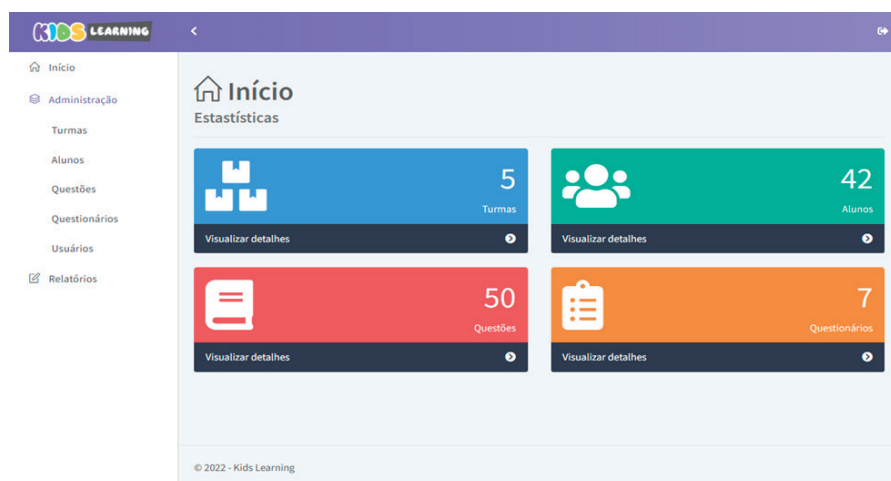 KIDS LEARNING
Início
Administração
Turmas
Alunos
Questões
Questionários
Usuários
Relatórios
Início
Estastísticas
5
Turmas
Visualizar detalhes
42
Alunos
Visualizar detalhes
50
Questões
Visualizar detalhes
7
Questionários
Visualizar detalhes
© 2022 - Kids Learning